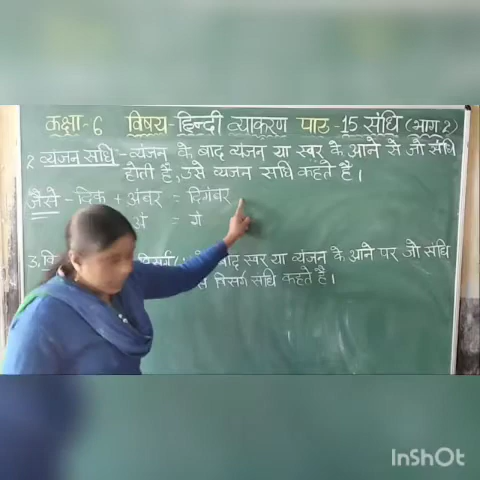 कक्षा-6 विषय-हिन्दी व्याकरण पाठ-15 संधि (भाग 2)
2 व्यंजन संधि - व्यंजन के बाद व्यंजन या स्वर के आने से जो संधि
होती है, उसे व्यंजन संधि कहते है।
जैसे - दिक + अंबर = दिगंबर
अं = गं
3. बाद स्वर या व्यंजन के आने पर जो संधि
विसर्ग संधि कहते है।
InShOt